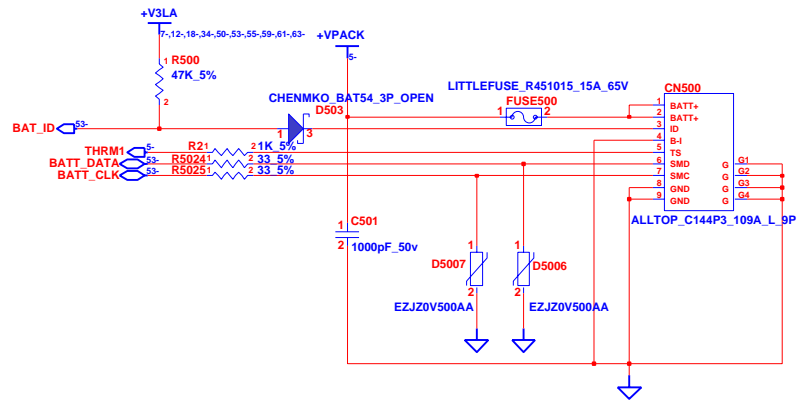 +V3LA
7-,12-,18-,34-,50-,53-,55-,59-,61-,63-
+VPACK
5-
1 R500
47K_5%
2
LITTLEFUSE_R451015_15A_65V
CN500
CHENMKO_BAT54_3P_OPEN
D503
FUSE500
1 2
1 BATT+
2 BATT+
BAT_ID 53-
1 3
3 ID
4 B-I
THRM1 5-
R2 1 2 1K_5%
5 TS
BATT_DATA 53-
R5024 1 2 33_5%
6 SMD
G G1
BATT_CLK 53-
R5025 1 2 33_5%
7 SMC
G G2
8 GND
G G3
9 GND
G G4
ALLTOP_C144P3_109A_L_9P
1 C501
2 1000pF_50v
1 1
D5007
D5006
2 2
EZJZ0V500AA
EZJZ0V500AA